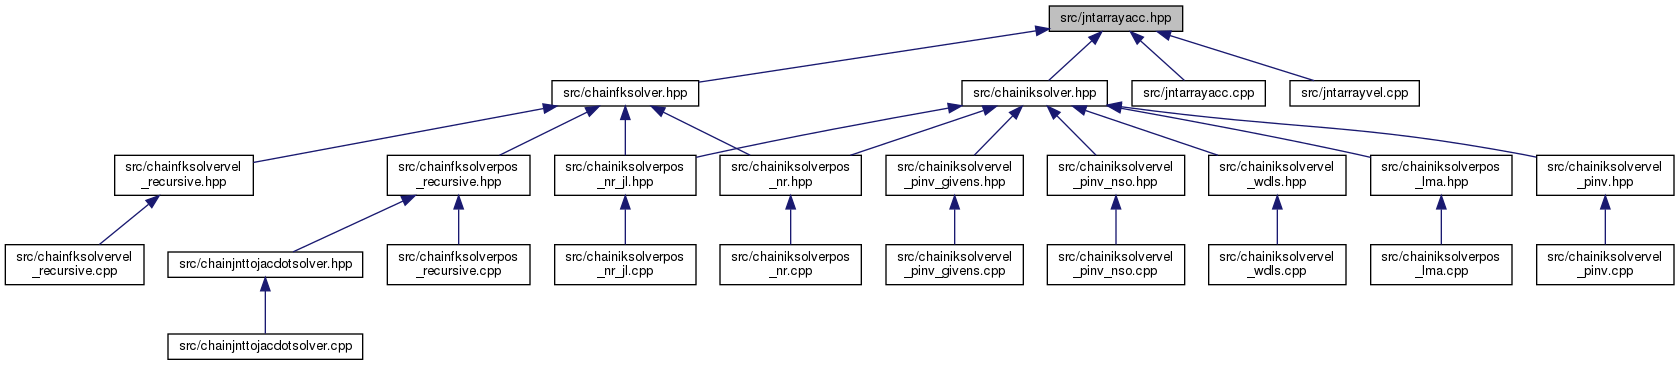 src/jntarrayacc.hpp
src/chainfksolver.hpp
src/chainiksolver.hpp
src/jntarrayacc.cpp
src/jntarrayvel.cpp
src/chainfksolvervel
_recursive.hpp
src/chainfksolverpos
_recursive.hpp
src/chainiksolverpos
_nr_jl.hpp
src/chainiksolverpos
_nr.hpp
src/chainiksolvervel
_pinv_givens.hpp
src/chainiksolvervel
_pinv_nso.hpp
src/chainiksolvervel
_wdls.hpp
src/chainiksolverpos
_lma.hpp
src/chainiksolvervel
_pinv.hpp
src/chainfksolvervel
_recursive.cpp
src/chainjnttojacdotsolver.hpp
src/chainfksolverpos
_recursive.cpp
src/chainiksolverpos
_nr_jl.cpp
src/chainiksolverpos
_nr.cpp
src/chainiksolvervel
_pinv_givens.cpp
src/chainiksolvervel
_pinv_nso.cpp
src/chainiksolvervel
_wdls.cpp
src/chainiksolverpos
_lma.cpp
src/chainiksolvervel
_pinv.cpp
src/chainjnttojacdotsolver.cpp